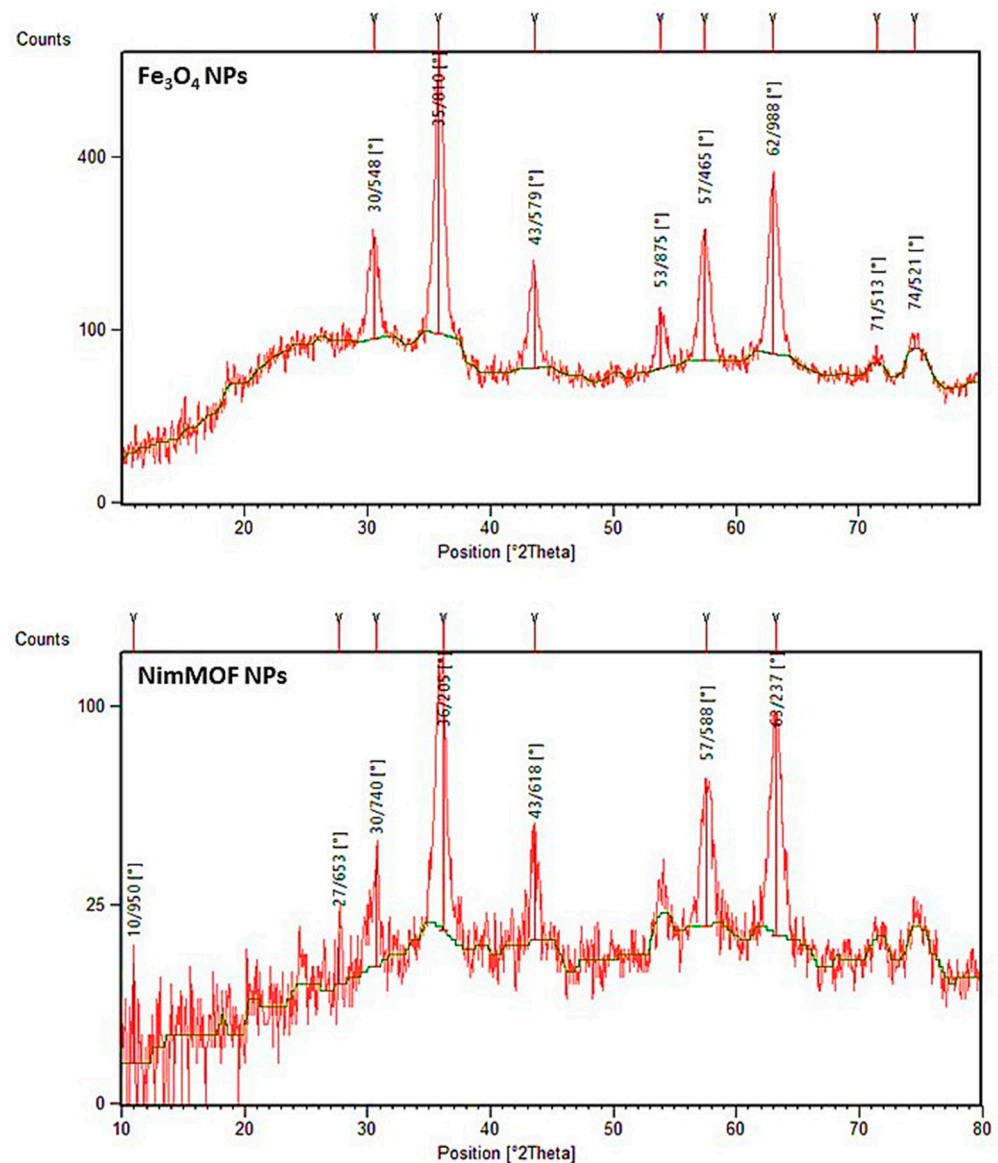 Counts
Fe₃O₄ NPs
30/548 [°]
35/810 [°]
43/579 [°]
53/875 [°]
57/465 [°]
62/988 [°]
71/513 [°]
74/521 [°]
400
100
0
20 30 40 50 60 70
Position [°2Theta]
Counts
NimMOF NPs
10/950 [°]
27/653 [°]
30/740 [°]
36/205 [°]
43/618 [°]
57/588 [°]
63/237 [°]
100
25
0
10 20 30 40 50 60 70 80
Position [°2Theta]